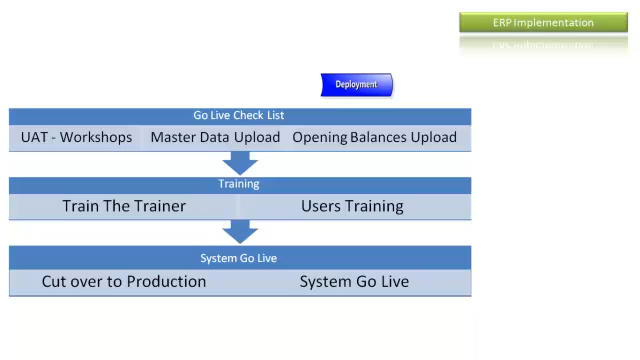 ERP Implementation
Deployment
Go Live Check List
UAT - Workshops Master Data Upload Opening Balances Upload
Training
Train The Trainer Users Training
System Go Live
Cut over to Production System Go Live